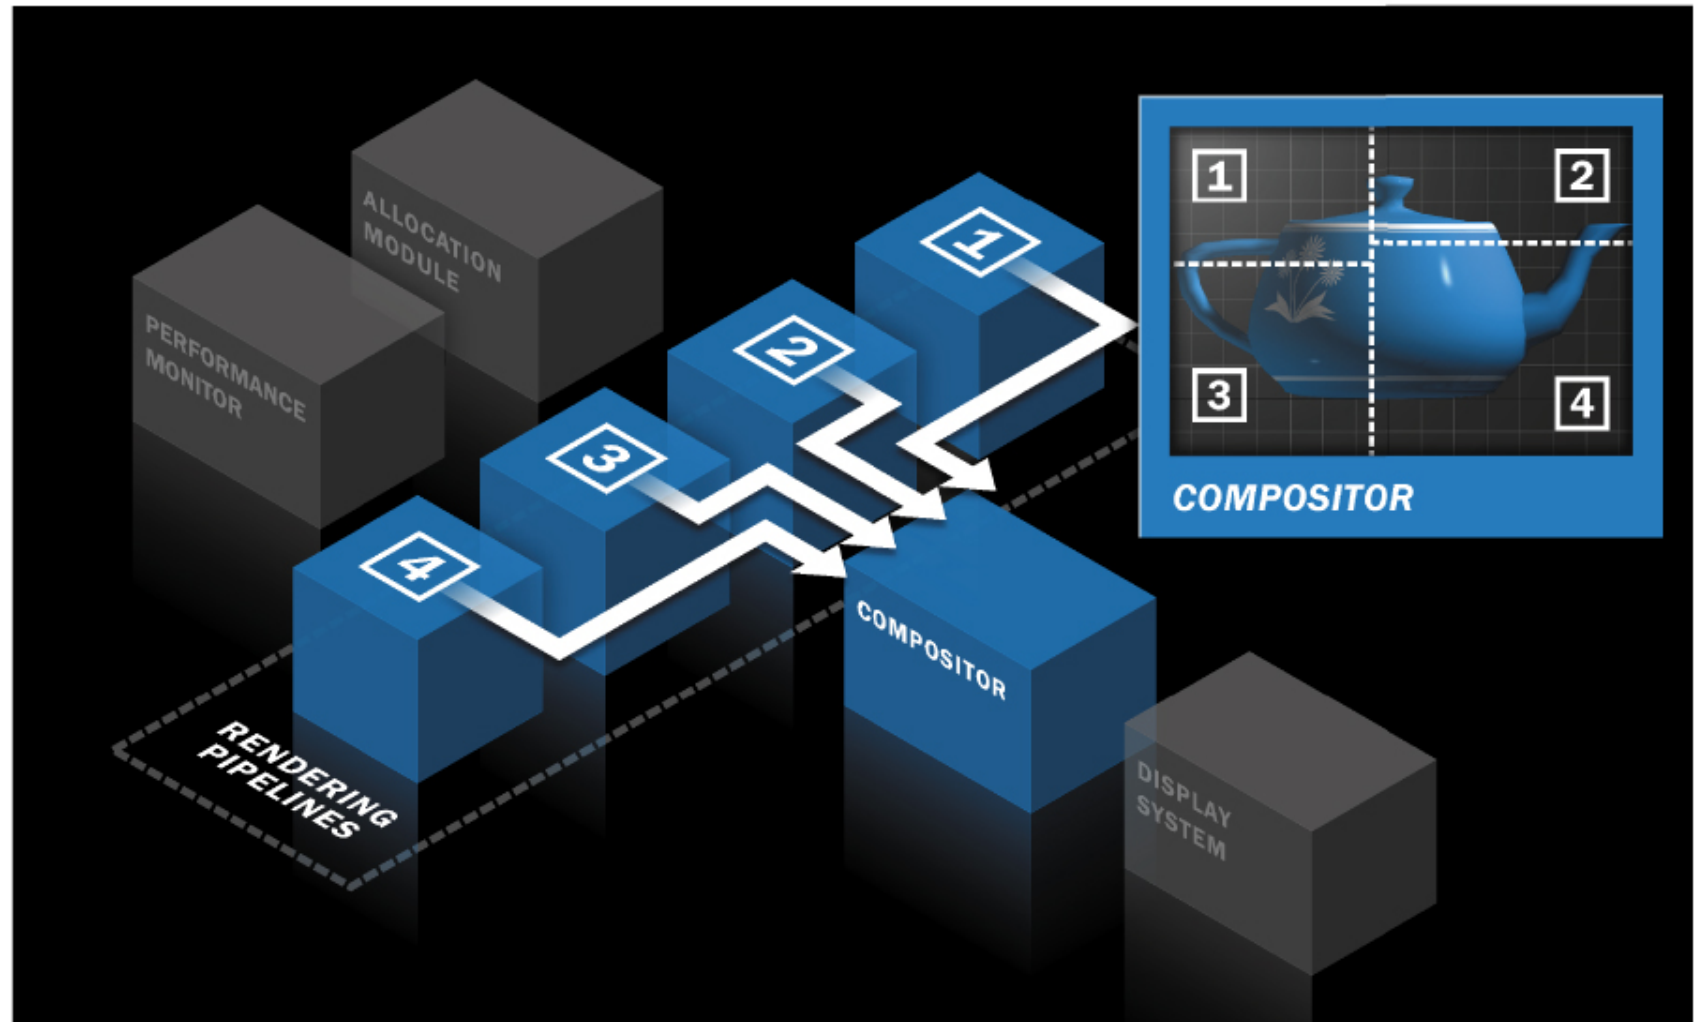 ALLOCATION
MODULE
PERFORMANCE
MONITOR
1
2
3
4
RENDERING
PIPELINES
COMPOSITOR
DISPLAY
SYSTEM
1
2
3
4
COMPOSITOR